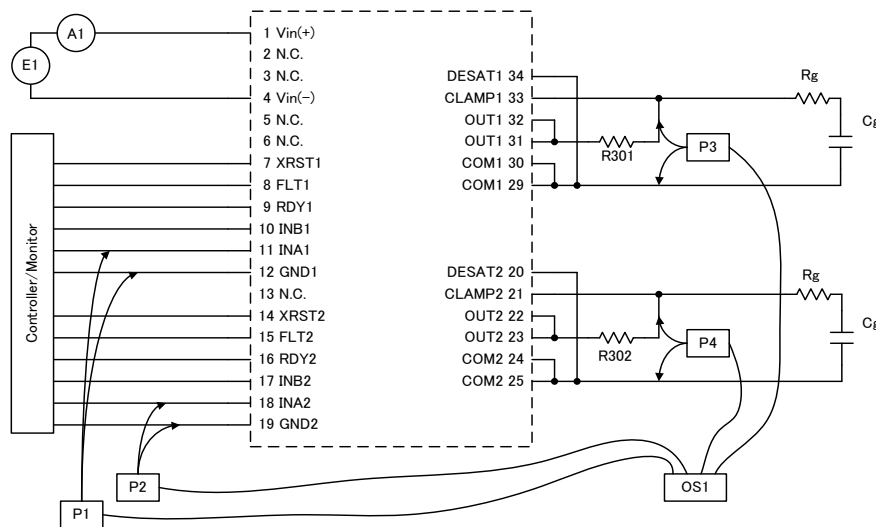 A1
E1
1 Vin(+)
2 N.C.
3 N.C.
4 Vin(-)
5 N.C.
6 N.C.
7 XRST1
8 FLT1
9 RDY1
10 INB1
11 INA1
12 GND1
13 N.C.
14 XRST2
15 FLT2
16 RDY2
17 INB2
18 INA2
19 GND2
Controller/Monitor
DESAT1 34
CLAMP1 33
OUT1 32
OUT1 31
COM1 30
COM1 29
DESAT2 20
CLAMP2 21
OUT2 22
OUT2 23
COM2 24
COM2 25
R301
P3
Rg
Cg
R302
P4
Rg
Cg
P2
P1
OS1